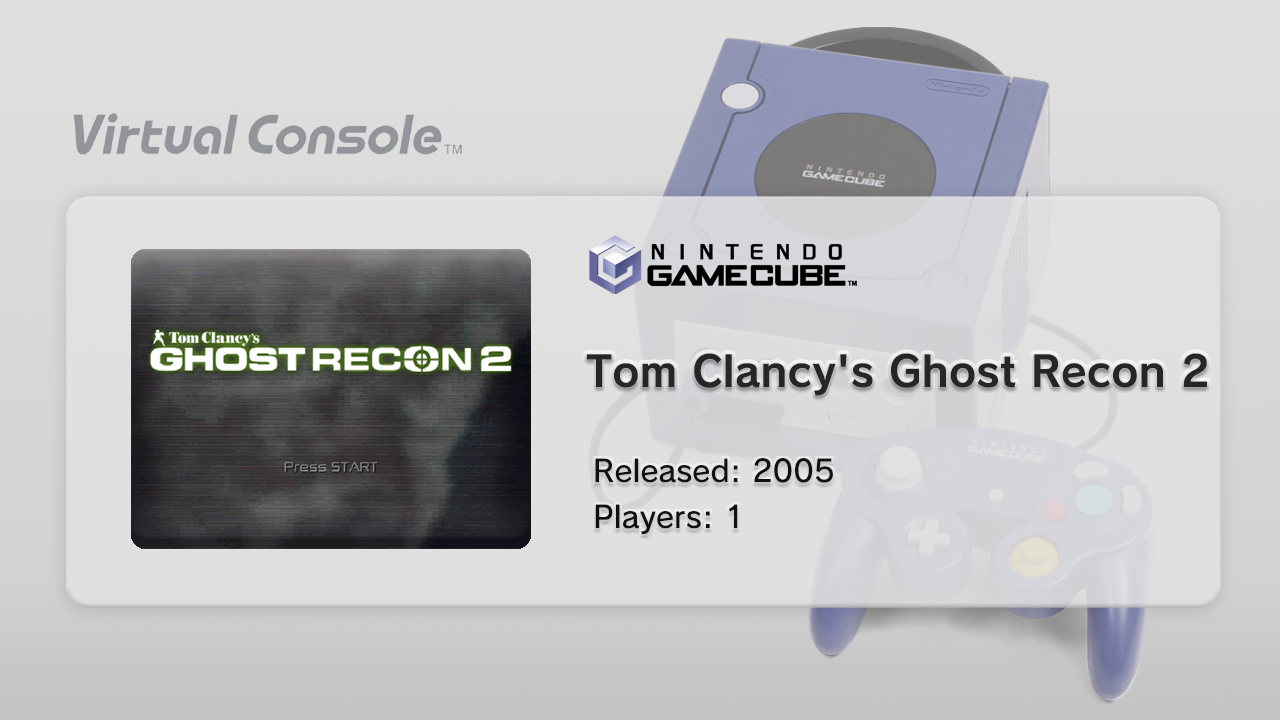 Nintendo
NINTENDO
GAMECUBE
Virtual Console™
NINTENDO
GAMECUBE™
Tom Clancy's
GHOST RECON 2
Press START
Tom Clancy's Ghost Recon 2
Released: 2005
Players: 1
NINTENDO
GAMECUBE